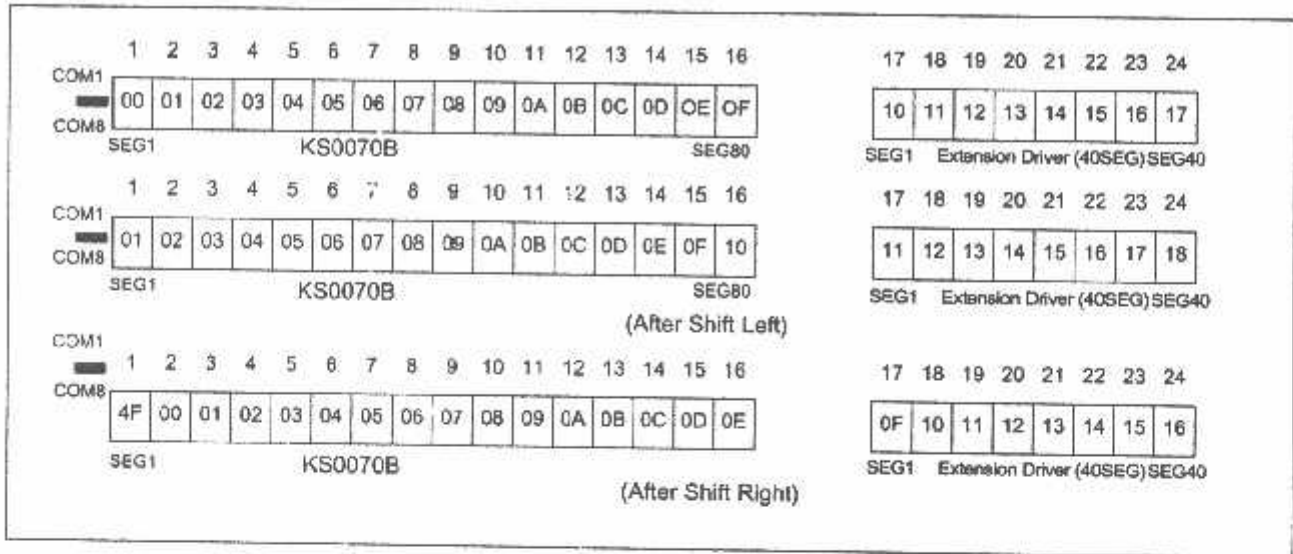 1 2 3 4 5 6 7 8 9 10 11 12 13 14 15 16 17 18 19 20 21 22 23 24
COM1
00 01 02 03 04 05 06 07 08 09 0A 0B 0C 0D OE OF 10 11 12 13 14 15 16 17
COM8
SEG1 KS0070B SEG80 SEG1 Extension Driver (40SEG) SEG40
1 2 3 4 5 6 7 8 9 10 11 12 13 14 15 16 17 18 19 20 21 22 23 24
COM1
01 02 03 04 05 06 07 08 09 0A 0B 0C 0D 0E 0F 10 11 12 13 14 15 16 17 18
COM8
SEG1 KS0070B SEG80 SEG1 Extension Driver (40SEG) SEG40
(After Shift Left)
COM1
1 2 3 4 5 6 7 8 9 10 11 12 13 14 15 16 17 18 19 20 21 22 23 24
COM8
4F 00 01 02 03 04 05 06 07 08 09 0A 0B 0C 0D 0E 0F 10 11 12 13 14 15 16
SEG1 KS0070B SEG1 Extension Driver (40SEG) SEG40
(After Shift Right)